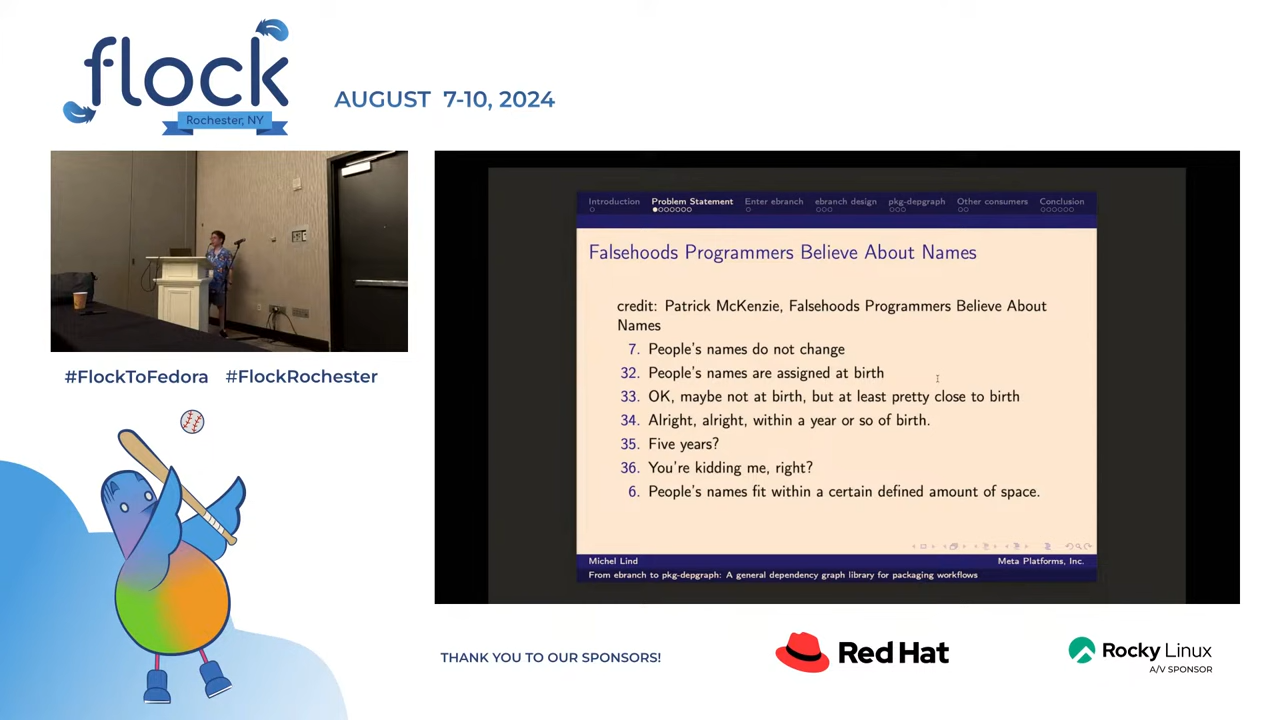 flock
Rochester, NY
AUGUST 7-10, 2024
#FlockToFedora #FlockRochester
Introduction Problem Statement Enter ebranch ebranch design pkg-depgraph Other consumers Conclusion
Falsehoods Programmers Believe About Names
credit: Patrick McKenzie, Falsehoods Programmers Believe About
Names
7. People's names do not change
32. People's names are assigned at birth
33. OK, maybe not at birth, but at least pretty close to birth
34. Alright, alright, within a year or so of birth.
35. Five years?
36. You're kidding me, right?
6. People's names fit within a certain defined amount of space.
Michel Lind Meta Platforms, Inc.
From ebranch to pkg-depgraph: A general dependency graph library for packaging workflows
THANK YOU TO OUR SPONSORS!
Red Hat
Rocky Linux
A/V SPONSOR